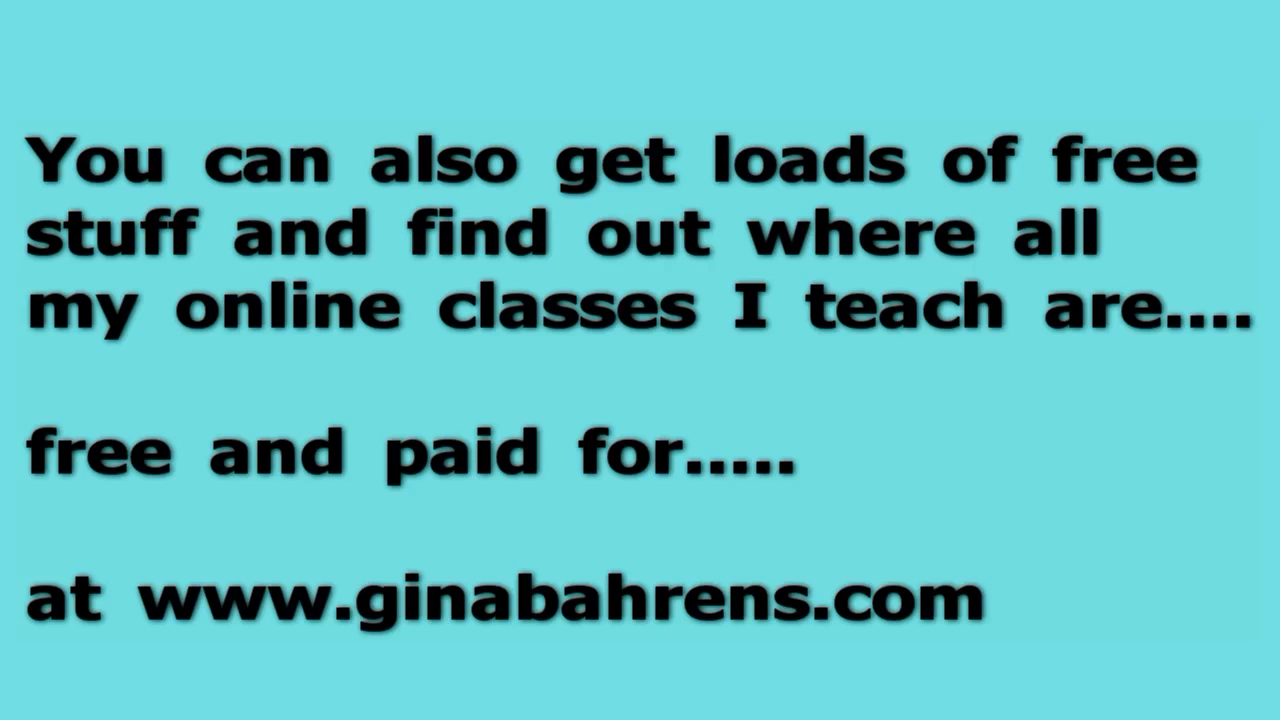 You can also get loads of free
stuff and find out where all
my online classes I teach are....
free and paid for.....
at www.ginabahrens.com